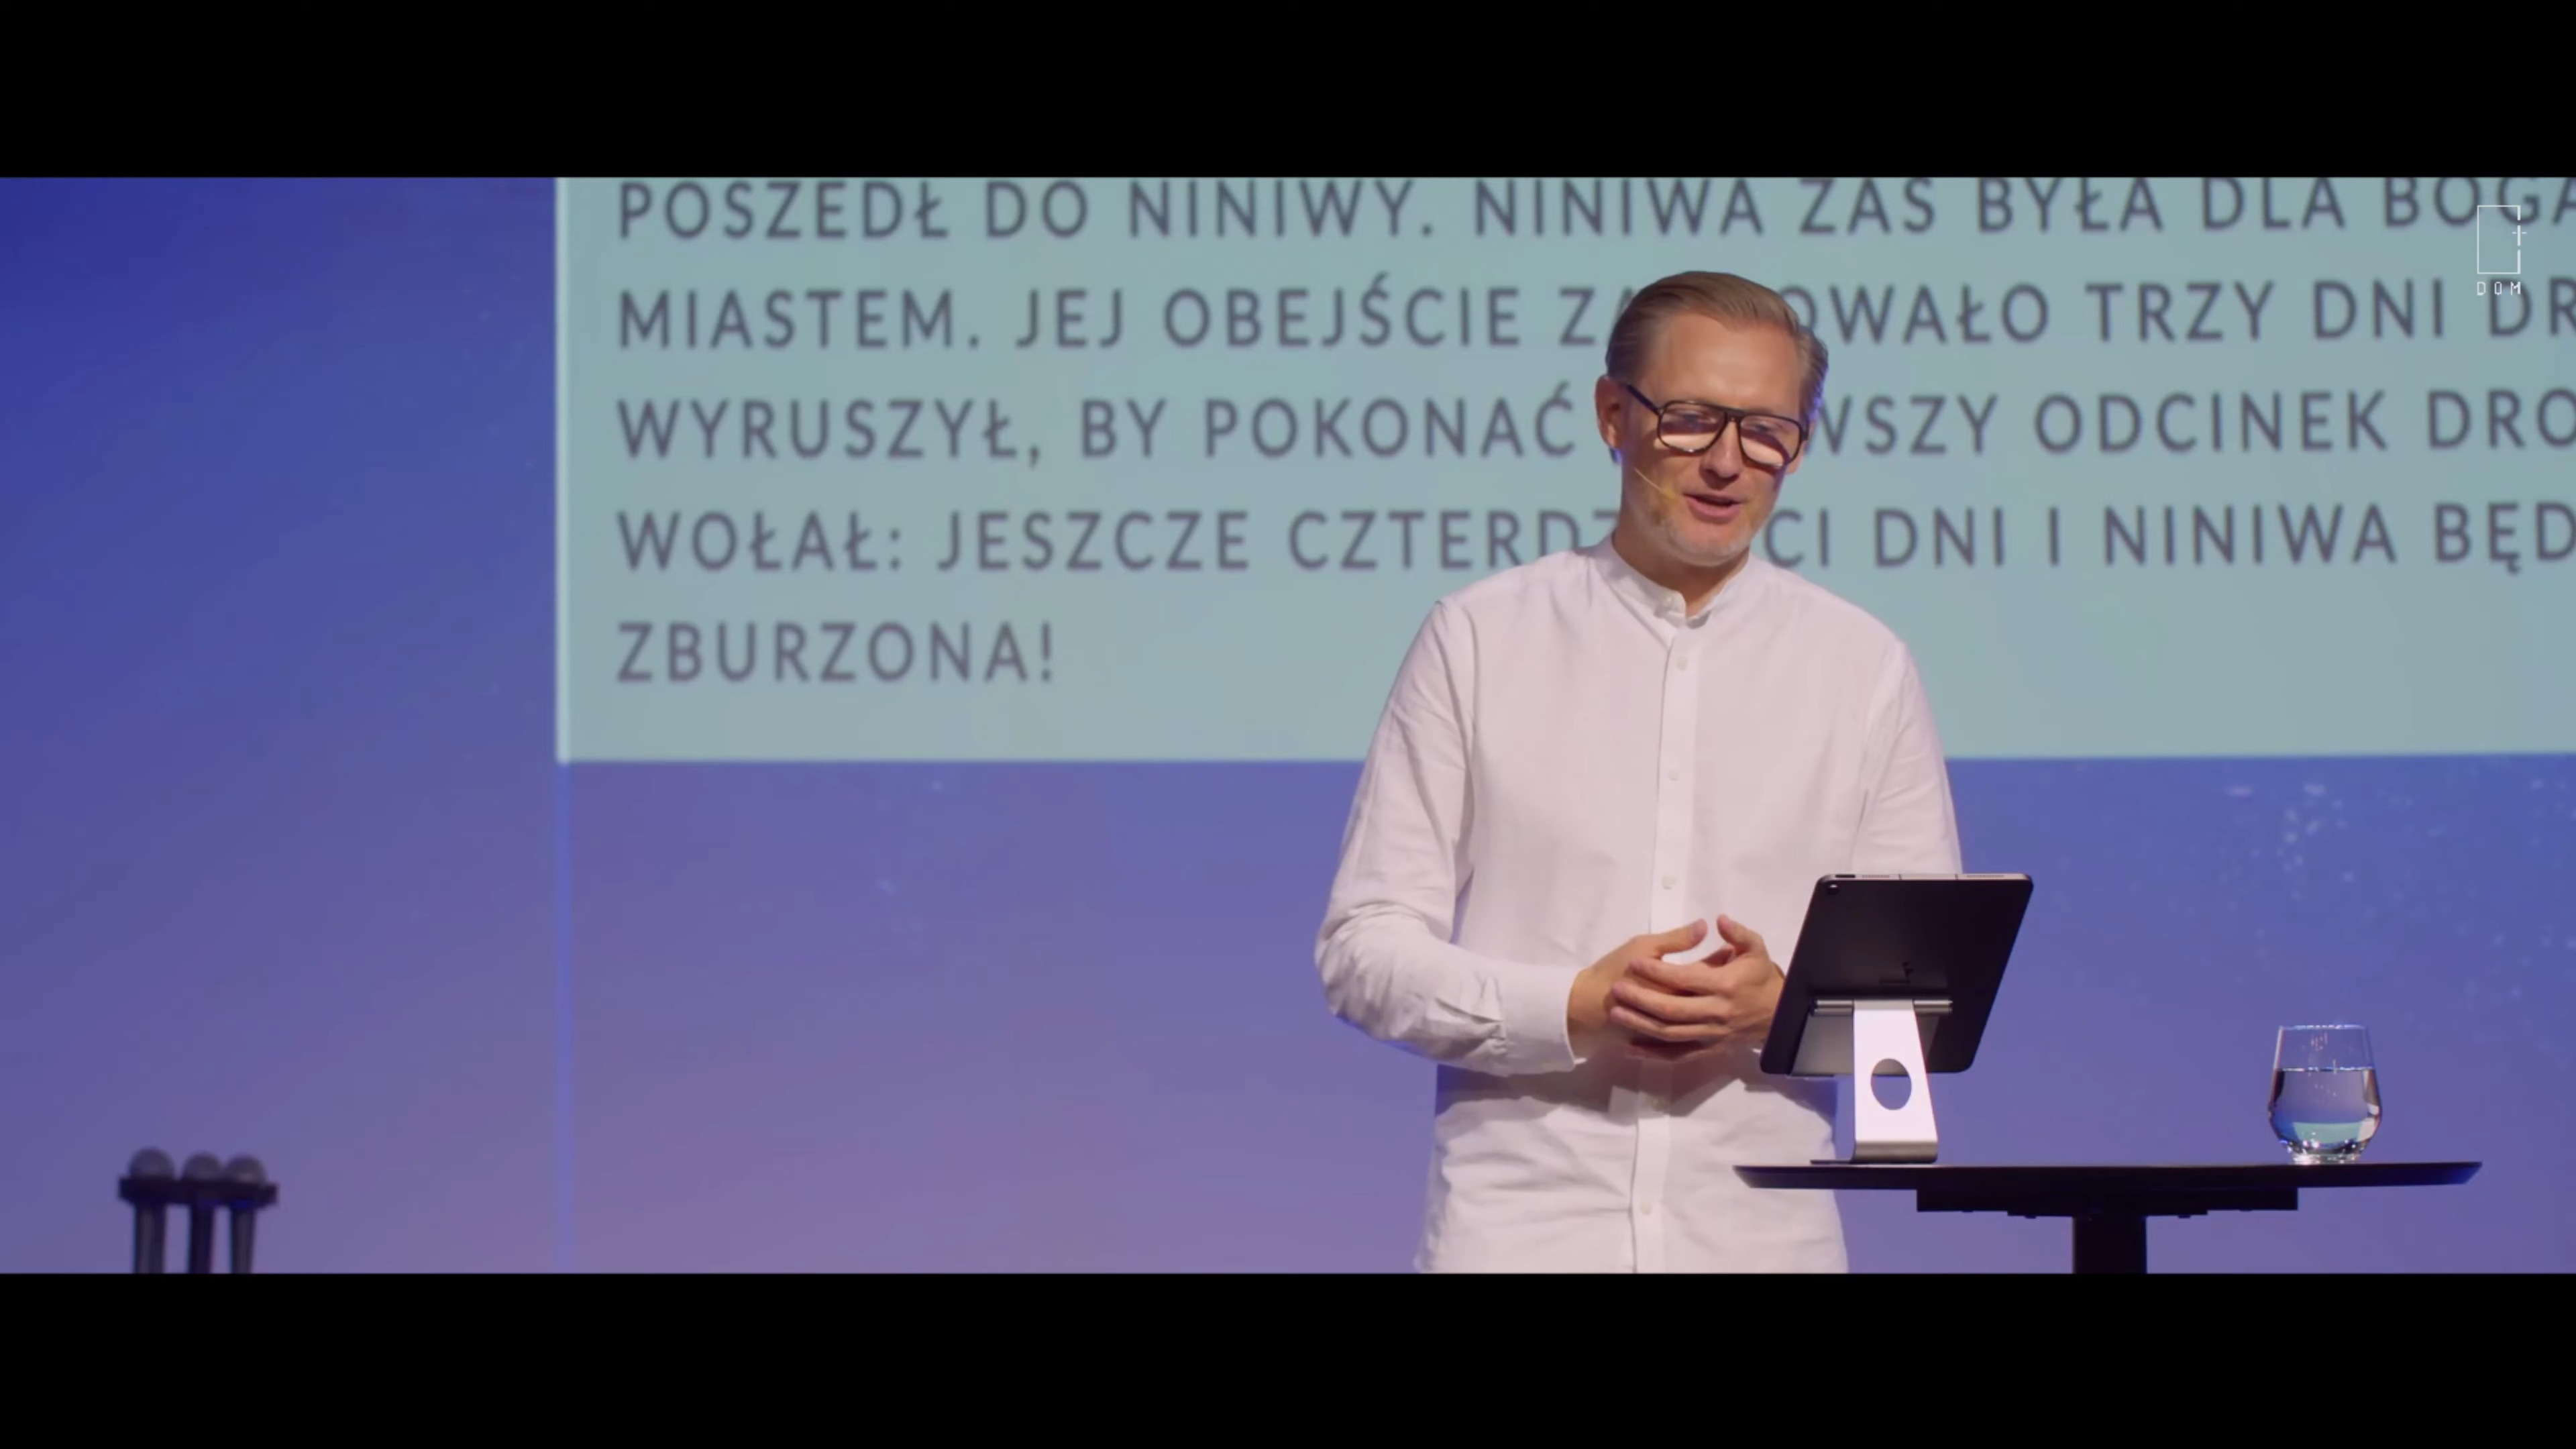 POSZEDŁ DO NINIWY. NINIWA ZAŚ BYŁA DLA
MIASTEM. JEJ OBEJŚCIE TRZY DNI
WYRUSZYŁ, BY POKONAĆ ODCINEK
WOŁAŁ: JESZCZE DNI I NINIWA
ZBURZONA!
DOM